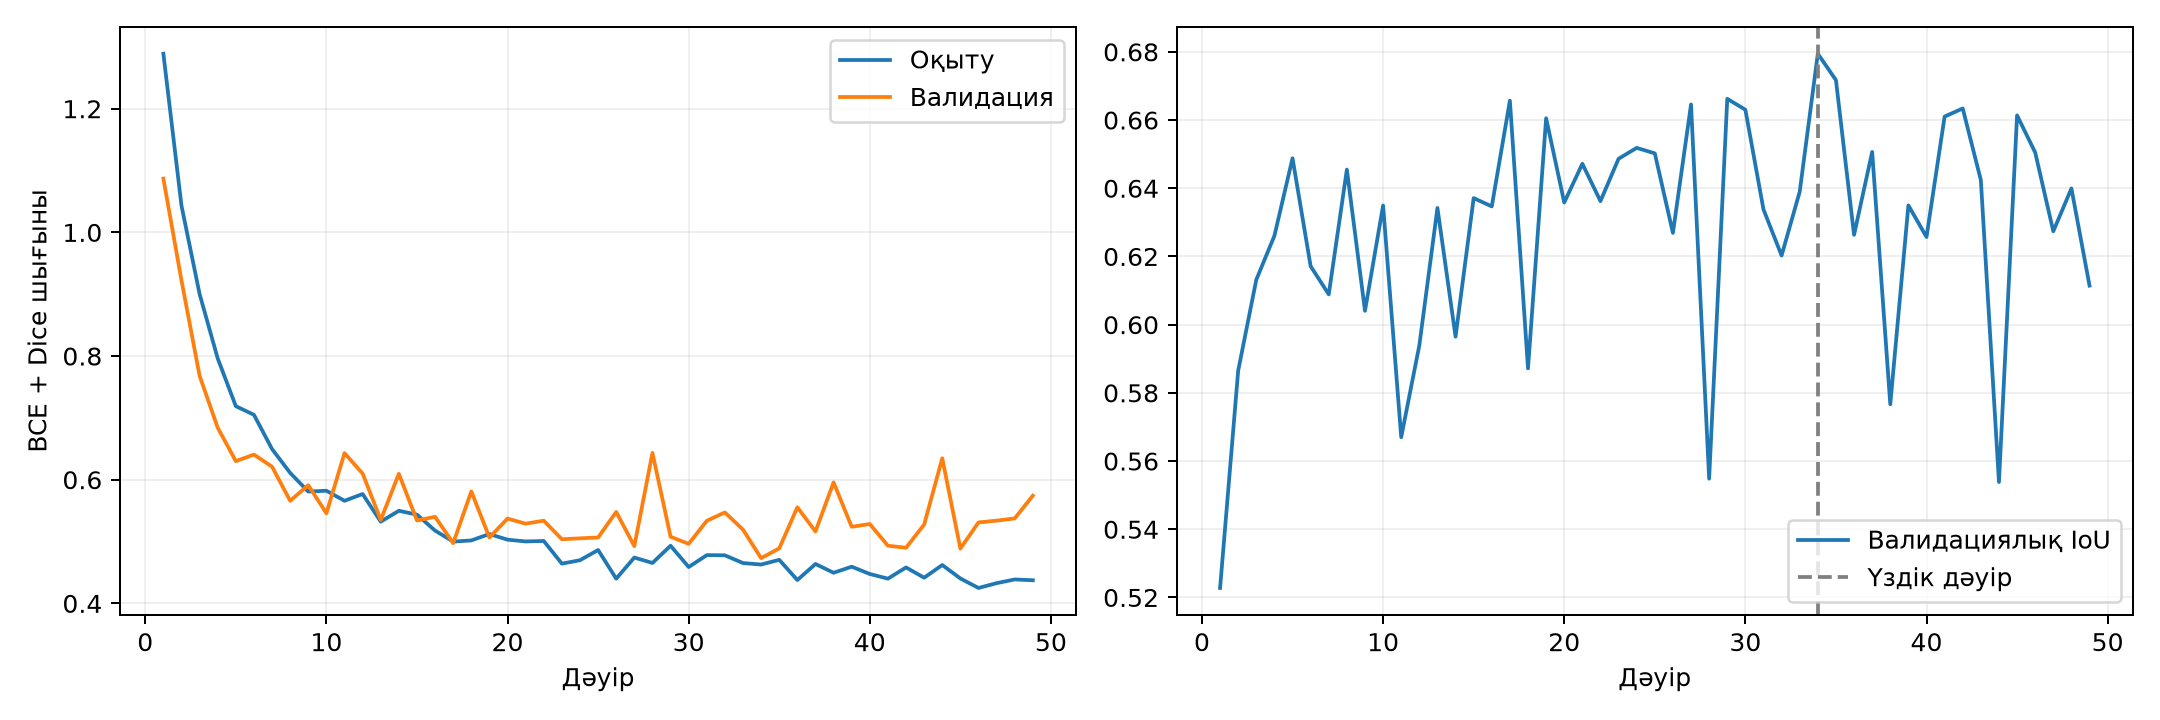 BCE + Dice шығыны
1.2
1.0
0.8
0.6
0.4
Оқыту
Валидация
0 10 20 30 40 50
Дәуір
0.68
0.66
0.64
0.62
0.60
0.58
0.56
0.54
0.52
Валидациялық IoU
Үздік дәуір
0 10 20 30 40 50
Дәуір